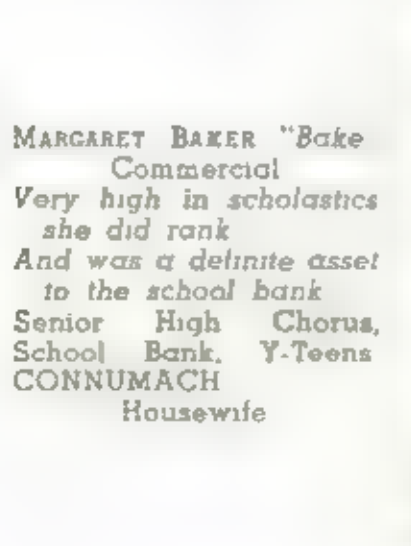 MARGARET BAKER "Bake
Commercial
Very high in scholastics
she did rank
And was a definite asset
to the school bank
Senior High Chorus,
School Bank, Y-Teens
CONNUMACH
Housewife